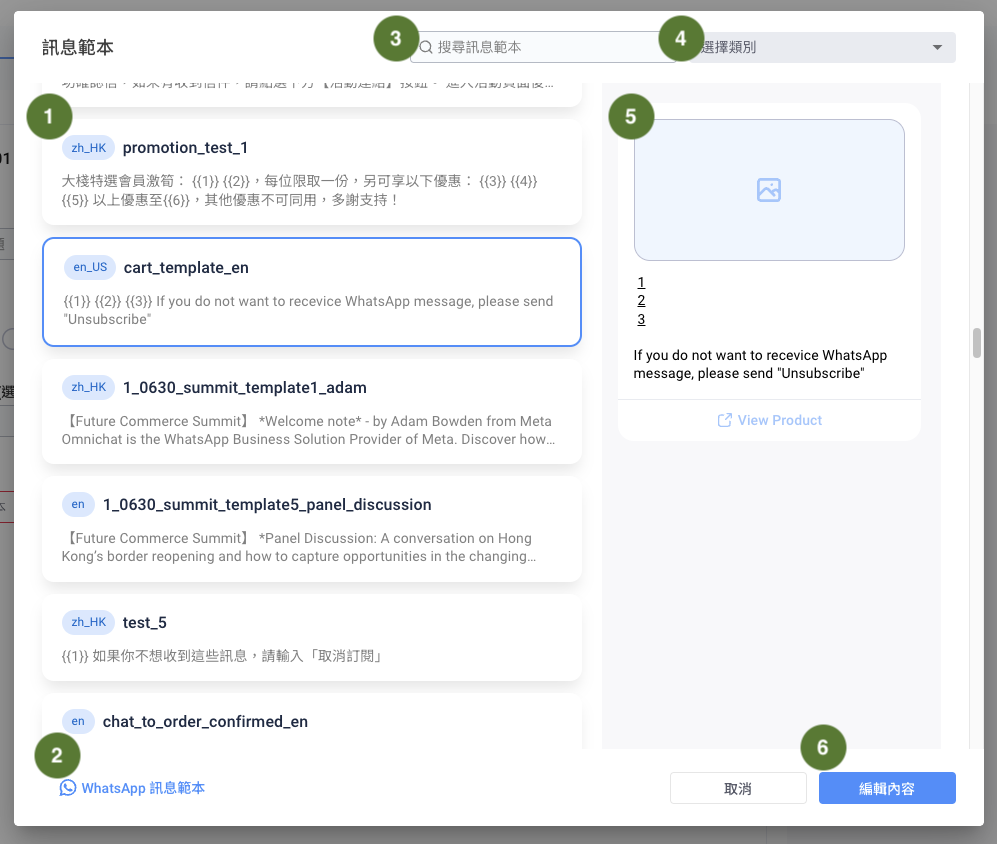 訊息範本
3
搜尋訊息範本
4
選擇類別
1
zh_HK promotion_test_1
大棧特選會員激筍： {{1}} {{2}}，每位限取一份，另可享以下優惠： {{3}} {{4}}
{{5}} 以上優惠至{{6}}，其他優惠不可同用，多謝支持！
en_US cart_template_en
{{1}} {{2}} {{3}} If you do not want to recevice WhatsApp message, please send
"Unsubscribe"
zh_HK 1_0630_summit_template1_adam
【Future Commerce Summit】 *Welcome note* - by Adam Bowden from Meta
Omnichat is the WhatsApp Business Solution Provider of Meta. Discover how…
en 1_0630_summit_template5_panel_discussion
【Future Commerce Summit】 *Panel Discussion: A conversation on Hong
Kong’s border reopening and how to capture opportunities in the changing…
zh_HK test_5
{{1}} 如果你不想收到這些訊息，請輸入「取消訂閱」
en chat_to_order_confirmed_en
5
1
2
3
If you do not want to recevice WhatsApp
message, please send "Unsubscribe"
View Product
2
WhatsApp 訊息範本
取消
6
編輯內容